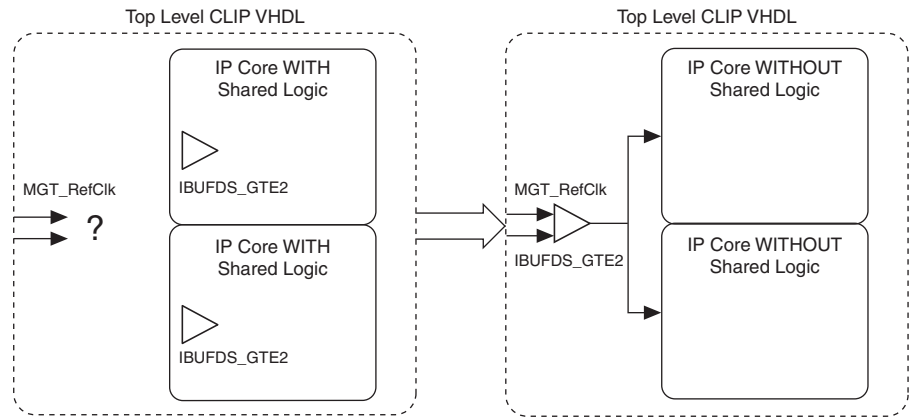 Top Level CLIP VHDL
IP Core WITH
Shared Logic
IBUFDS_GTE2
MGT_RefClk
?
IP Core WITH
Shared Logic
IBUFDS_GTE2
Top Level CLIP VHDL
IP Core WITHOUT
Shared Logic
MGT_RefClk
IBUFDS_GTE2
IP Core WITHOUT
Shared Logic